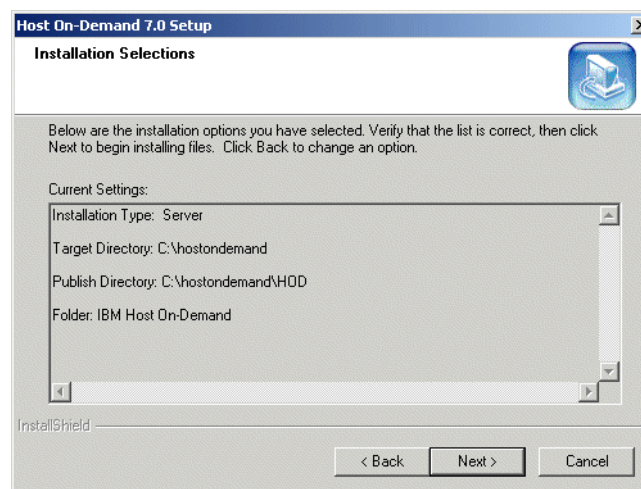 Host On-Demand 7.0 Setup
Installation Selections
Below are the installation options you have selected. Verify that the list is correct, then click
Next to begin installing files. Click Back to change an option.
Current Settings:
Installation Type: Server
Target Directory: C:\hostondemand
Publish Directory: C:\hostondemand\HOD
Folder: IBM Host On-Demand
InstallShield
< Back Next > Cancel